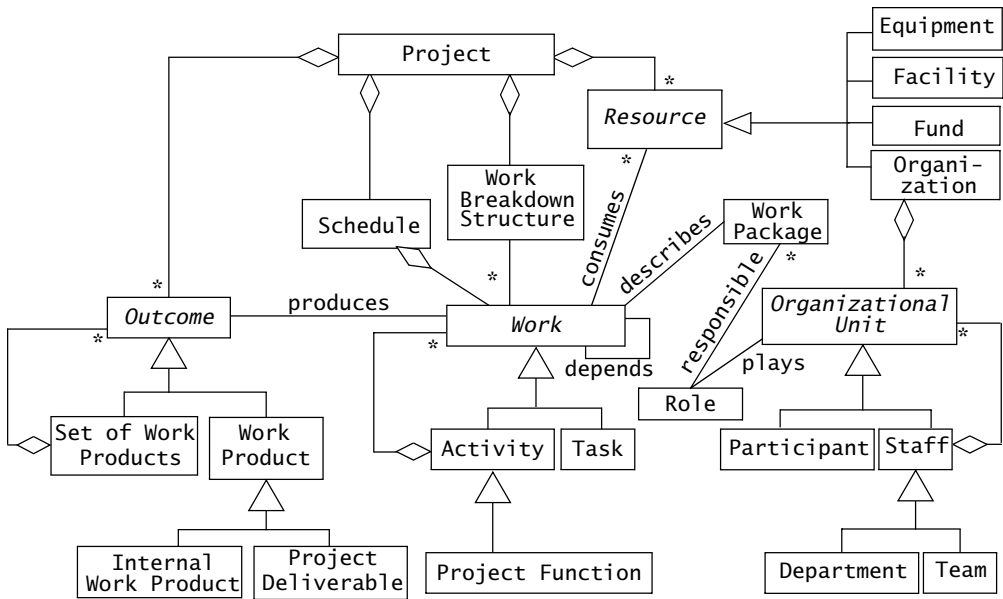 Project
Equipment
Facility
Fund
Organi-
zation
*
Resource
*
Work
Breakdown
Structure
Schedule
consumes
describes
Work
Package
*
responsible
*
*
*
produces
Outcome
*
Work
*
depends
Organizational
Unit
*
plays
Role
Set of Work
Products
Work
Product
Activity
Task
Participant
Staff
Internal
Work Product
Project
Deliverable
Project Function
Department
Team